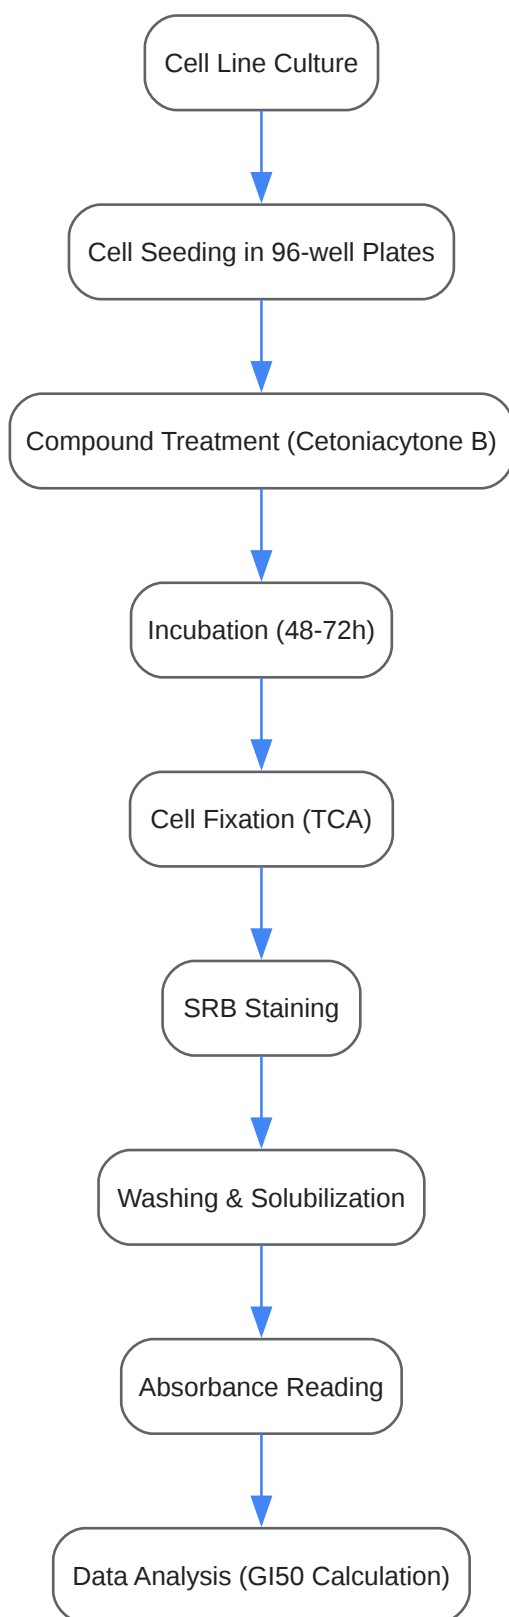 Cell Line Culture
Cell Seeding in 96-well Plates
Compound Treatment (Cetoniacytone B)
Incubation (48-72h)
Cell Fixation (TCA)
SRB Staining
Washing & Solubilization
Absorbance Reading
Data Analysis (GI50 Calculation)